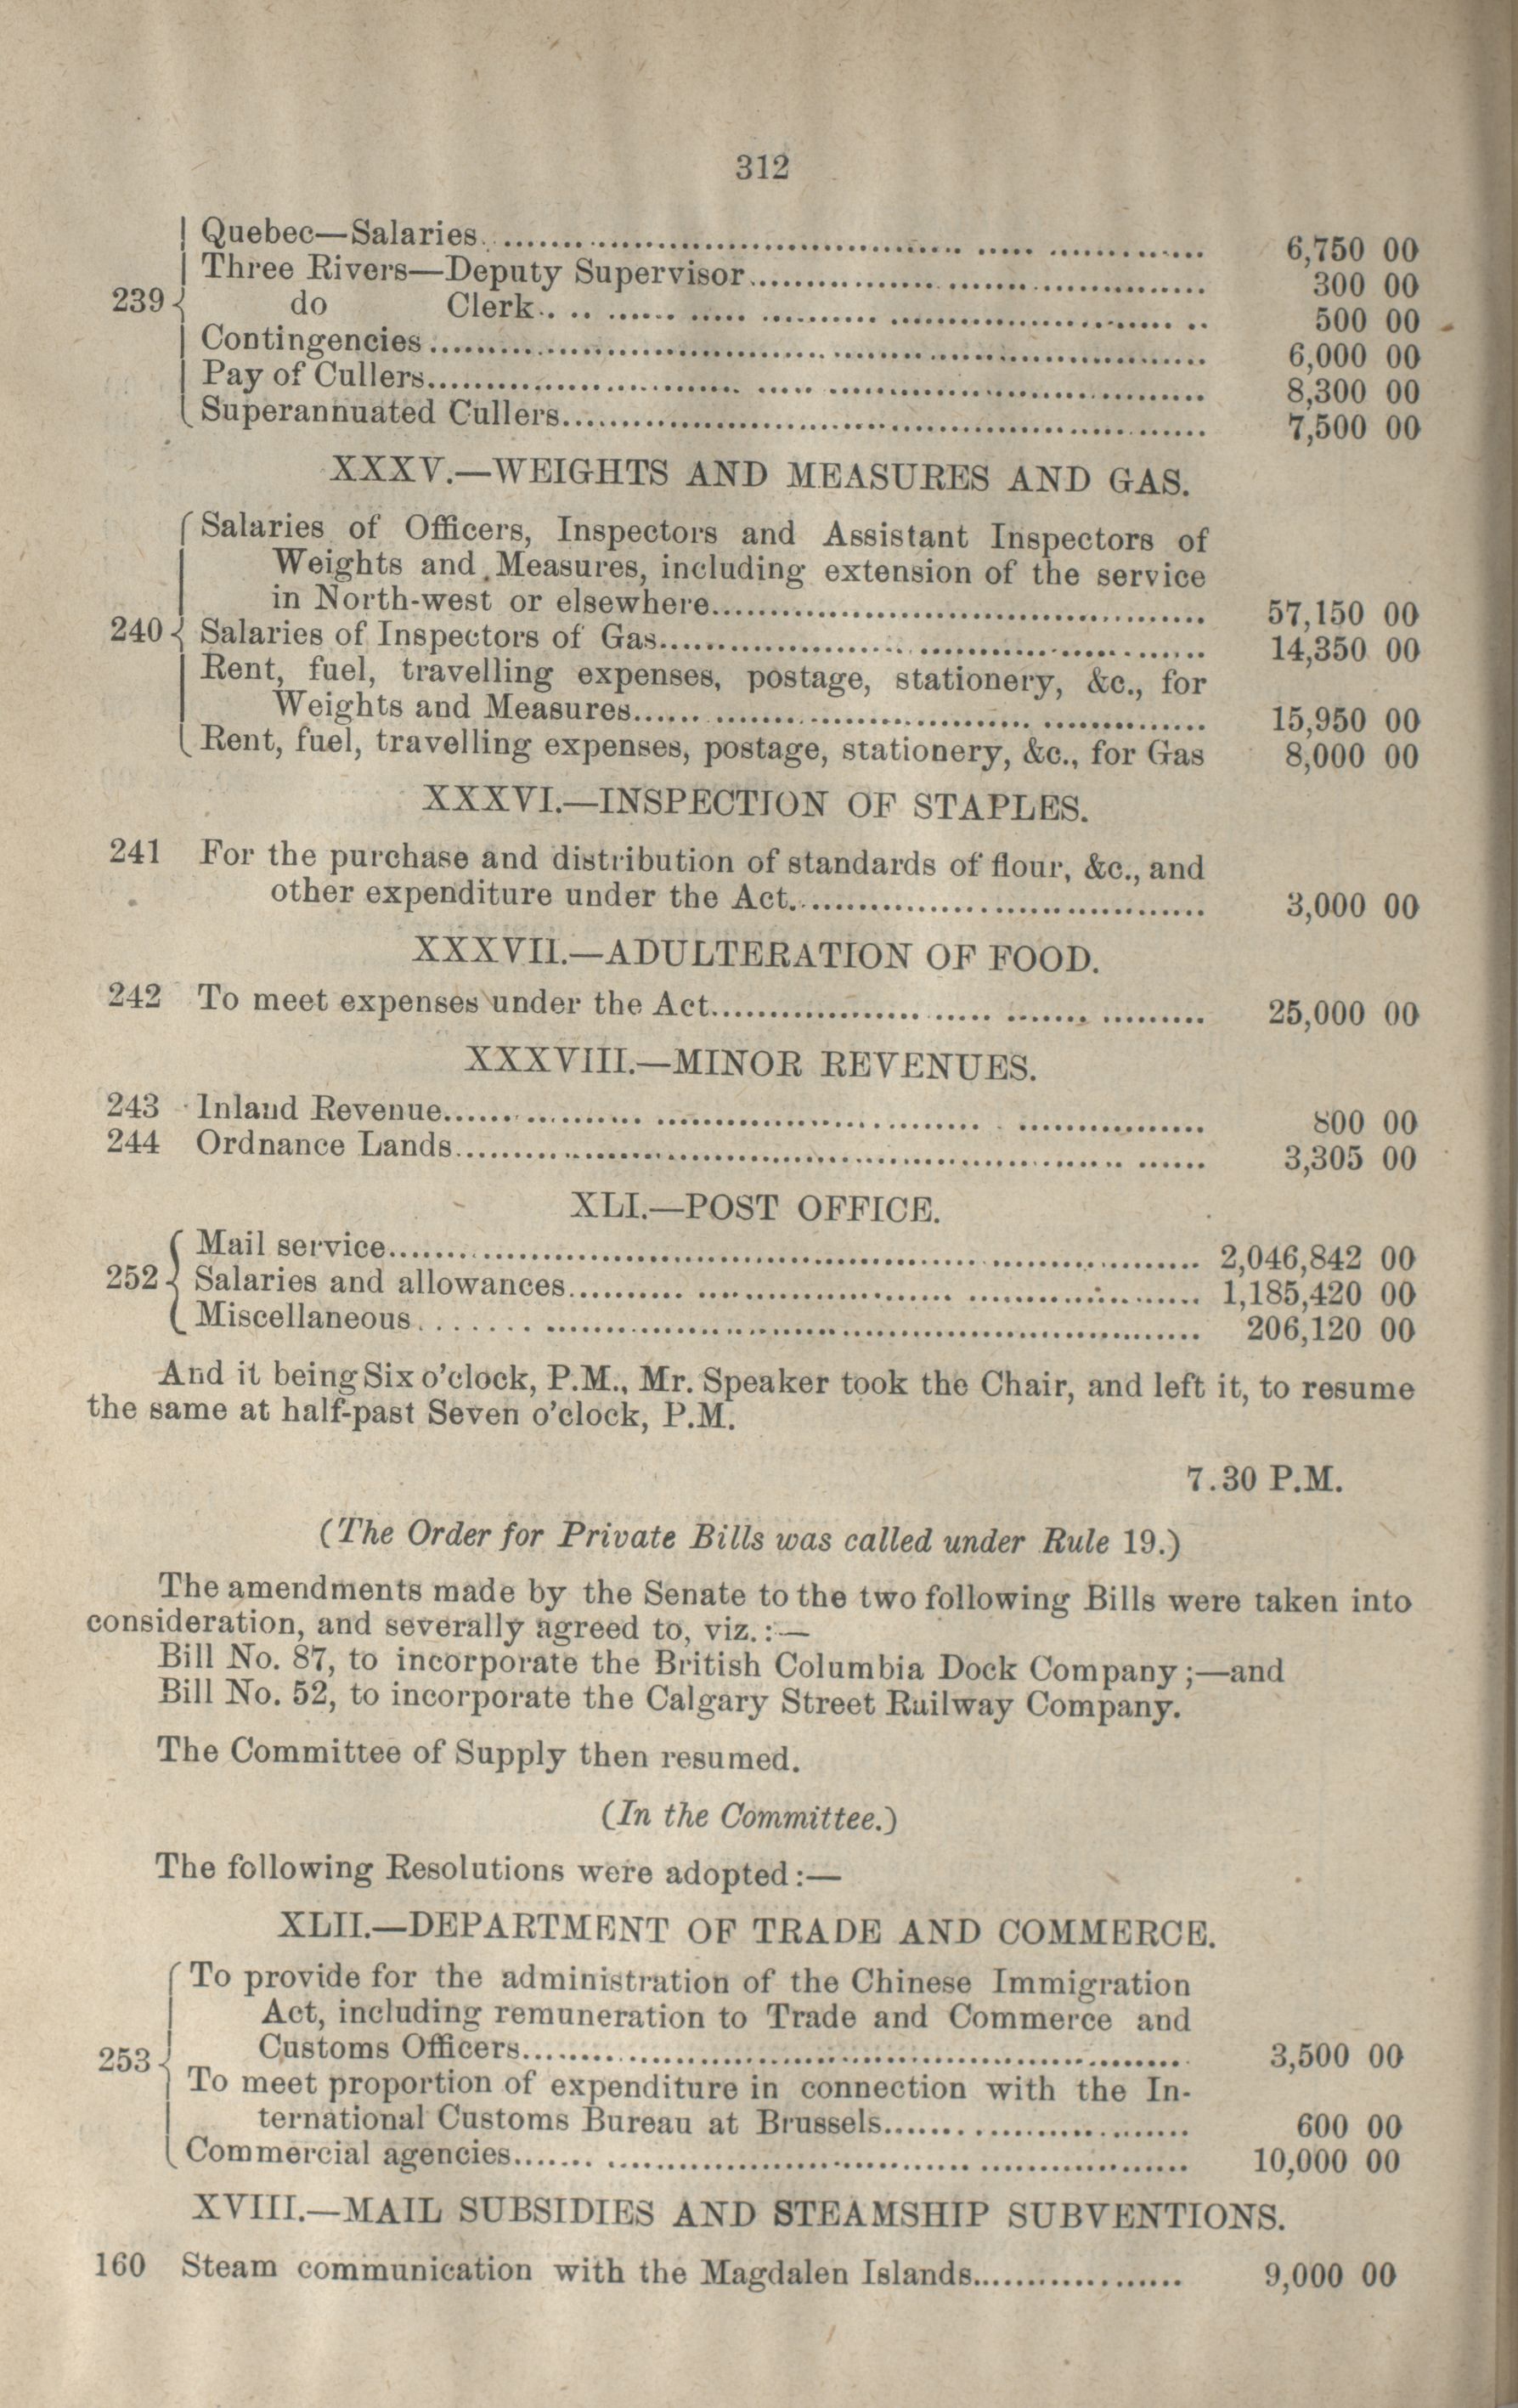 312
Quebec—Salaries........ 6,750 00
Three Rivers—Deputy Supervisor........ 300 00
239 do Clerk........ 500 00
Contingencies........ 6,000 00
Pay of Cullers........ 8,300 00
Superannuated Cullers........ 7,500 00
XXXV.—WEIGHTS AND MEASURES AND GAS.
Salaries of Officers, Inspectors and Assistant Inspectors of
Weights and Measures, including extension of the service
in North-west or elsewhere........ 57,150 00
240 Salaries of Inspectors of Gas........ 14,350 00
Rent, fuel, travelling expenses, postage, stationery, &c., for
Weights and Measures........ 15,950 00
Rent, fuel, travelling expenses, postage, stationery, &c., for Gas 8,000 00
XXXVI.—INSPECTION OF STAPLES.
241 For the purchase and distribution of standards of flour, &c., and
other expenditure under the Act........ 3,000 00
XXXVII.—ADULTERATION OF FOOD.
242 To meet expenses under the Act........ 25,000 00
XXXVIII.—MINOR REVENUES.
243 Inland Revenue........ 800 00
244 Ordnance Lands........ 3,305 00
XLI.—POST OFFICE.
Mail service........ 2,046,842 00
252 Salaries and allowances........ 1,185,420 00
Miscellaneous........ 206,120 00
And it being Six o'clock, P.M., Mr. Speaker took the Chair, and left it, to resume
the same at half-past Seven o'clock, P.M.
7.30 P.M.
(The Order for Private Bills was called under Rule 19.)
The amendments made by the Senate to the two following Bills were taken into
consideration, and severally agreed to, viz.:—
Bill No. 87, to incorporate the British Columbia Dock Company;—and
Bill No. 52, to incorporate the Calgary Street Railway Company.
The Committee of Supply then resumed.
(In the Committee.)
The following Resolutions were adopted:—
XLII.—DEPARTMENT OF TRADE AND COMMERCE.
To provide for the administration of the Chinese Immigration
Act, including remuneration to Trade and Commerce and
253 Customs Officers........ 3,500 00
To meet proportion of expenditure in connection with the In-
ternational Customs Bureau at Brussels........ 600 00
Commercial agencies........ 10,000 00
XVIII.—MAIL SUBSIDIES AND STEAMSHIP SUBVENTIONS.
160 Steam communication with the Magdalen Islands........ 9,000 00